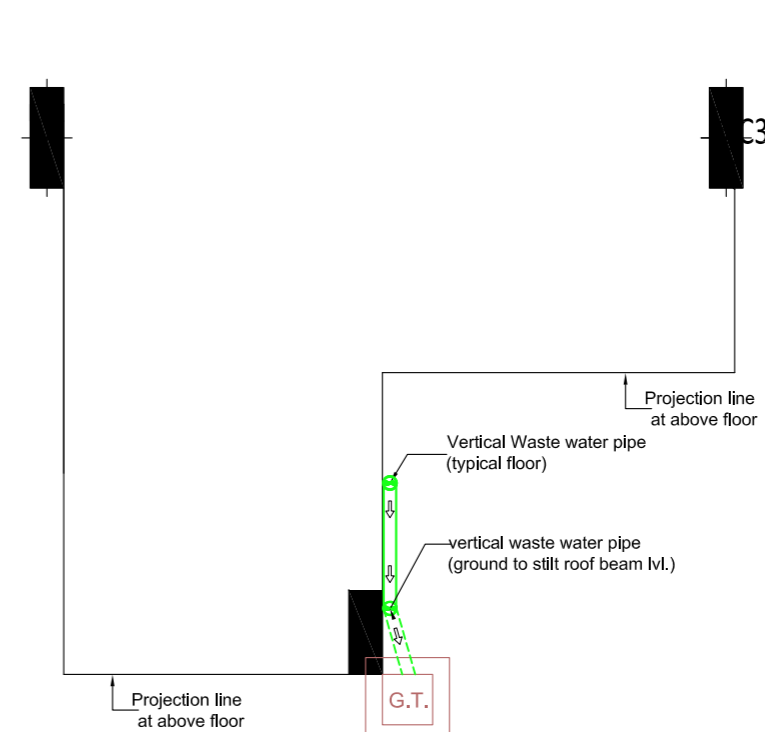 C3
Projection line
at above floor
Vertical Waste water pipe
(typical floor)
vertical waste water pipe
(ground to stilt roof beam lvl.)
G.T.
Projection line
at above floor